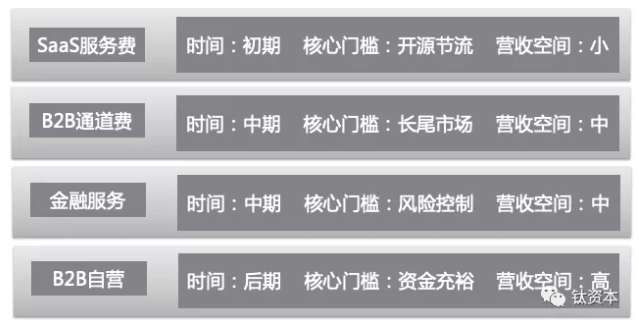 SaaS服务费 时间：初期 核心门槛：开源节流 营收空间：小
B2B通道费 时间：中期 核心门槛：长尾市场 营收空间：中
金融服务 时间：中期 核心门槛：风险控制 营收空间：中
B2B自营 时间：后期 核心门槛：资金充裕 营收空间：高
钛资本